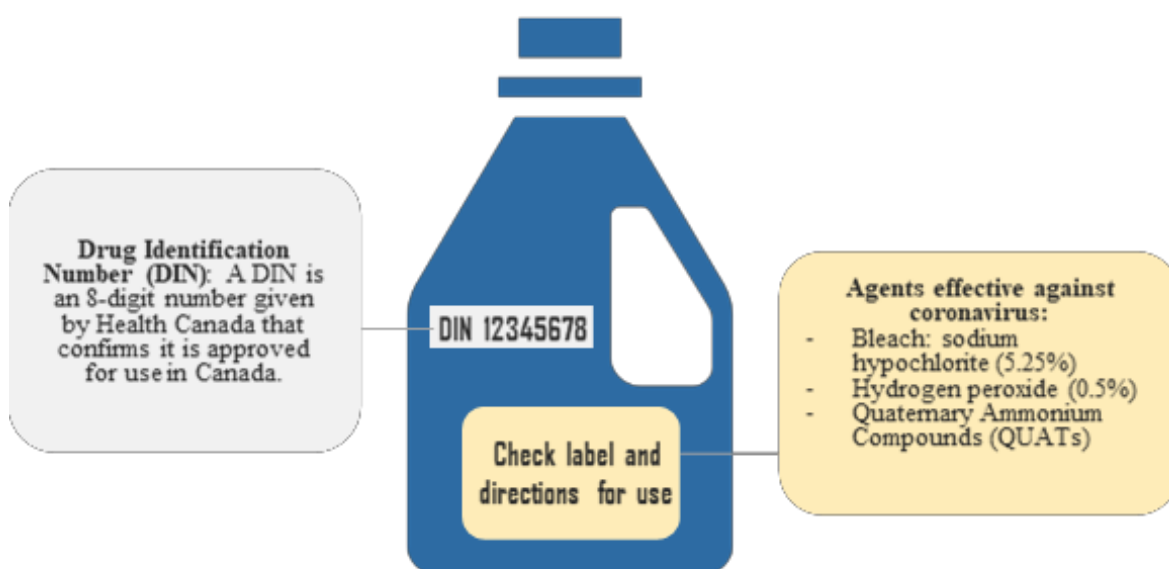 Drug Identification
Number (DIN): A DIN is
an 8-digit number given
by Health Canada that
confirms it is approved
for use in Canada.
DIN 12345678
Check label and
directions for use
Agents effective against
coronavirus:
- Bleach: sodium
hypochlorite (5.25%)
- Hydrogen peroxide (0.5%)
- Quaternary Ammonium
Compounds (QUATs)